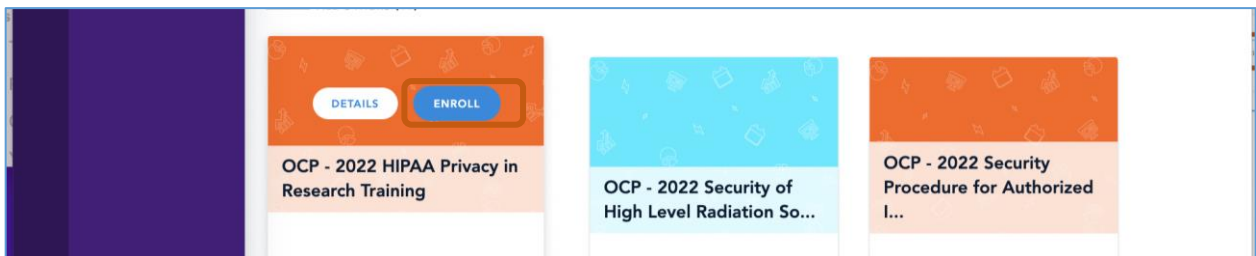 DETAILS
ENROLL
OCP - 2022 HIPAA Privacy in
Research Training
OCP - 2022 Security of
High Level Radiation So...
OCP - 2022 Security
Procedure for Authorized
I...